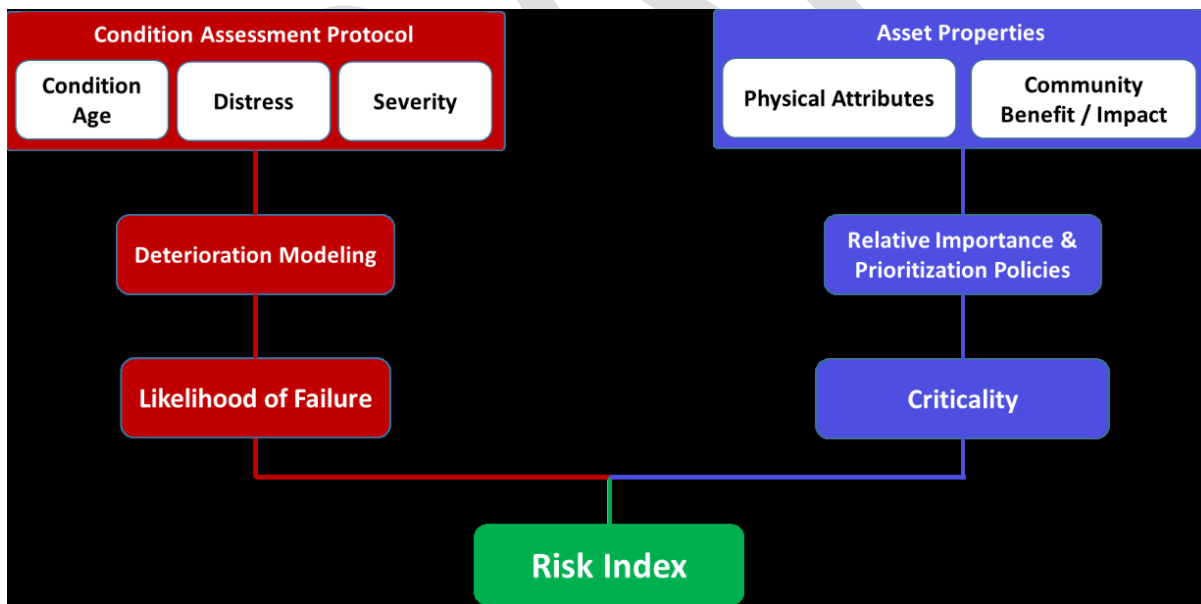 Condition Assessment Protocol
Condition
Age
Distress
Severity
Asset Properties
Physical Attributes
Community
Benefit / Impact
Deterioration Modeling
Relative Importance &
Prioritization Policies
Likelihood of Failure
Criticality
Risk Index